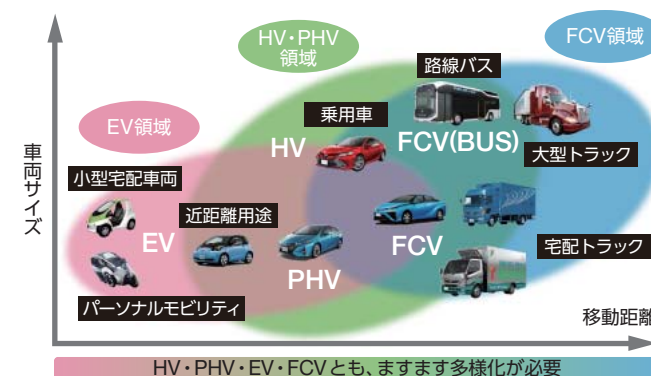 HV・PHV
領域
FCV領域
EV領域
路線バス
乗用車
HV
FCV(BUS)
大型トラック
車両サイズ
小型宅配車両
近距離用途
EV
PHV
FCV
宅配トラック
パーソナルモビリティ
移動距離
HV・PHV・EV・FCVとも、ますます多様化が必要